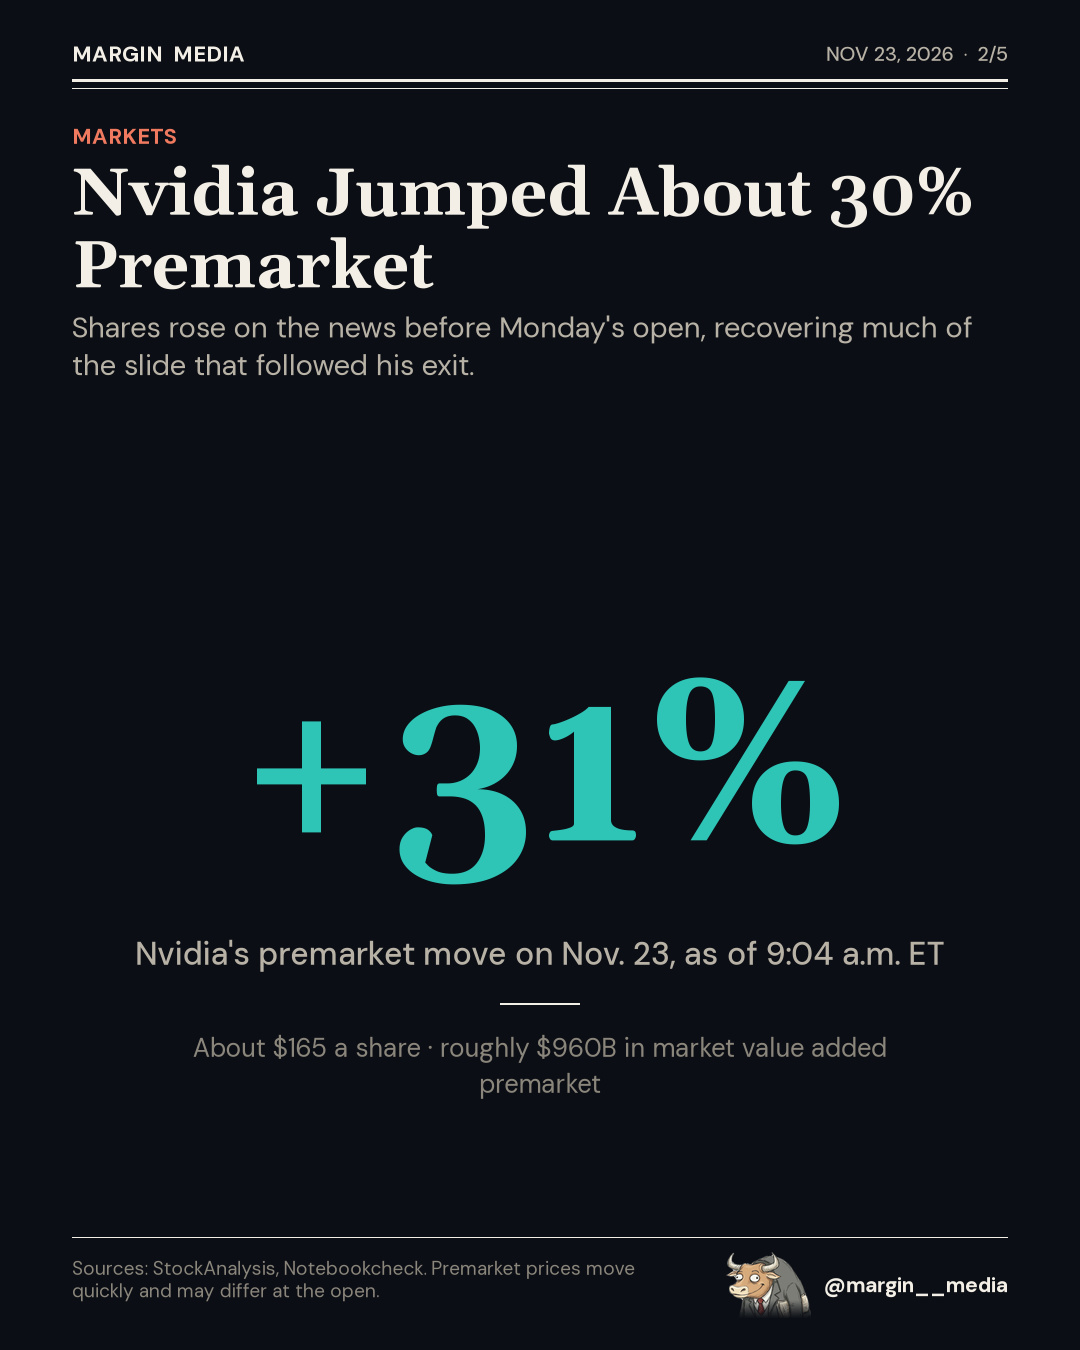 MARGIN MEDIA
NOV 23, 2026 · 2/5
MARKETS
Nvidia Jumped About 30%
Premarket
Shares rose on the news before Monday's open, recovering much of
the slide that followed his exit.
+31%
Nvidia's premarket move on Nov. 23, as of 9:04 a.m. ET
About $165 a share · roughly $960B in market value added
premarket
Sources: StockAnalysis, Notebookcheck. Premarket prices move
quickly and may differ at the open.
@margin__media